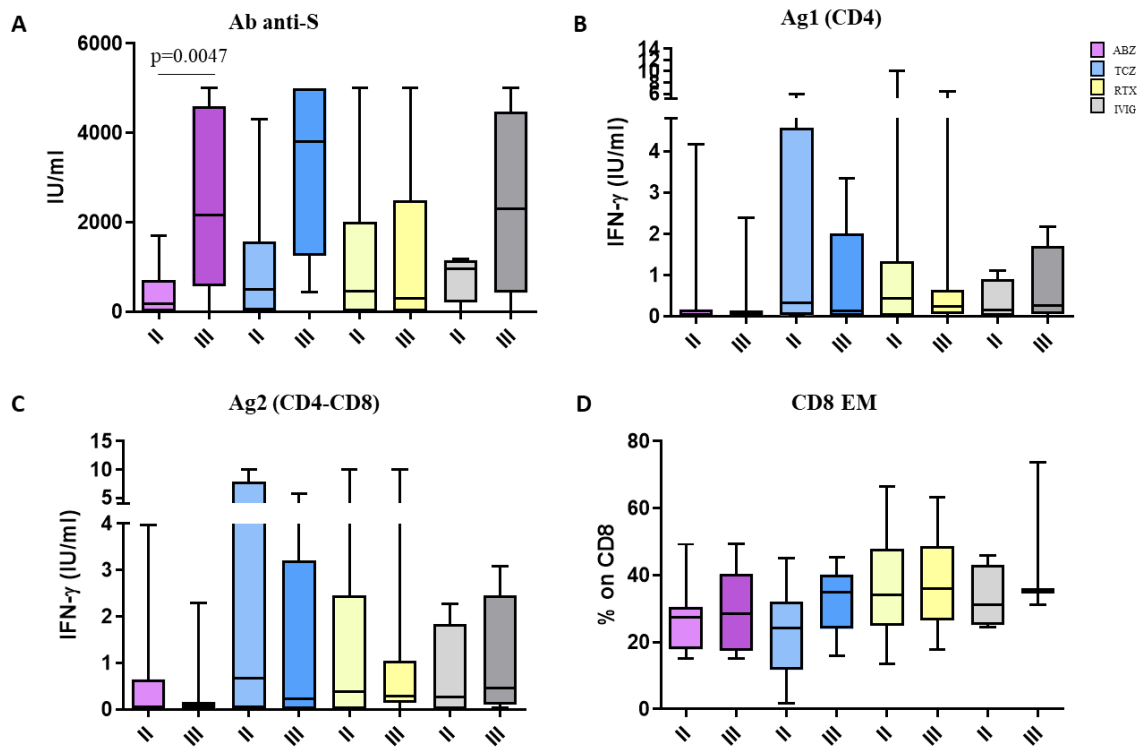 A
Ab anti-S
p=0.0047
6000
4000
2000
0
IU/ml
II III II III II III II III
B
Ag1 (CD4)
14
12
10
8
6
4
3
2
1
0
IFN-γ (IU/ml)
II III II III II III II III
ABZ
TCZ
RTX
IVIG
C
Ag2 (CD4-CD8)
15
10
5
4
3
2
1
0
IFN-γ (IU/ml)
II III II III II III II III
D
CD8 EM
80
60
40
20
0
% on CD8
II III II III II III II III